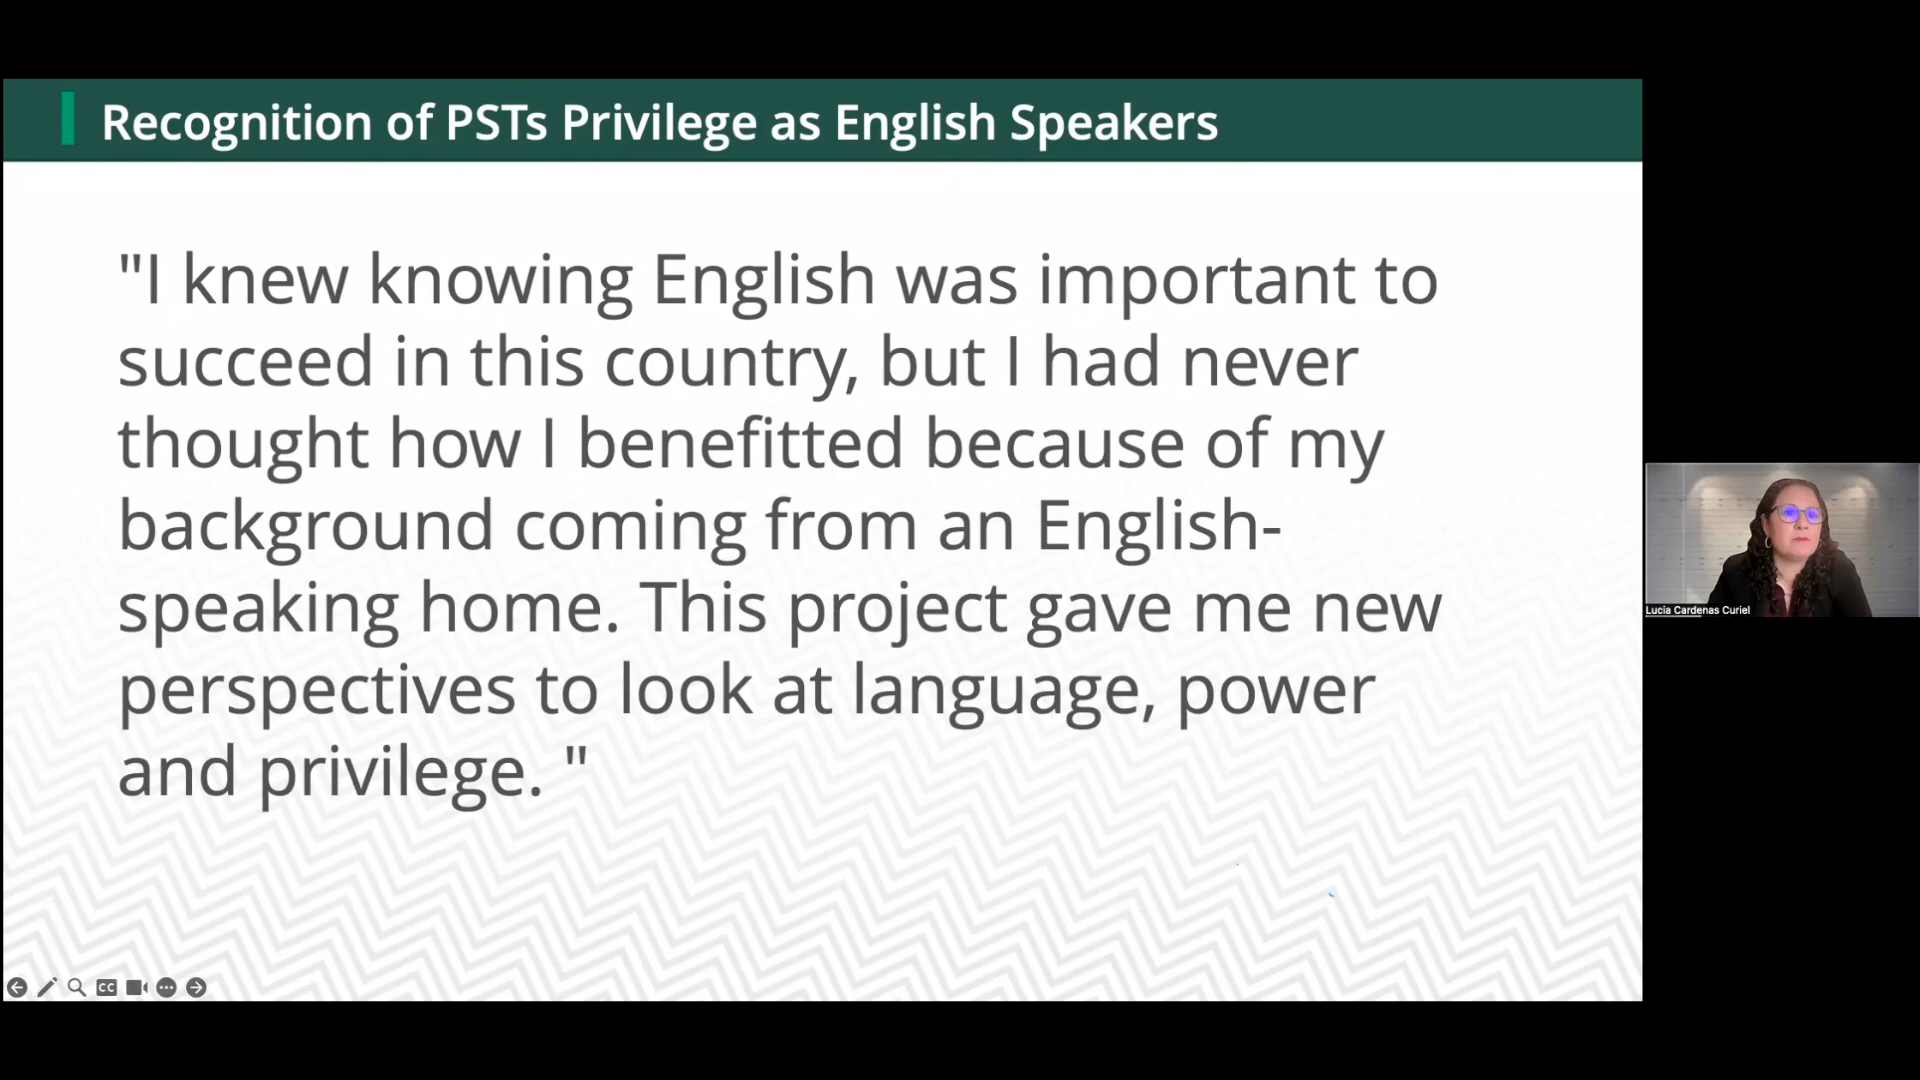 Recognition of PSTs Privilege as English Speakers
"I knew knowing English was important to
succeed in this country, but I had never
thought how I benefitted because of my
background coming from an English-
speaking home. This project gave me new
perspectives to look at language, power
and privilege. "
Lucia Cardenas Curiel
CC